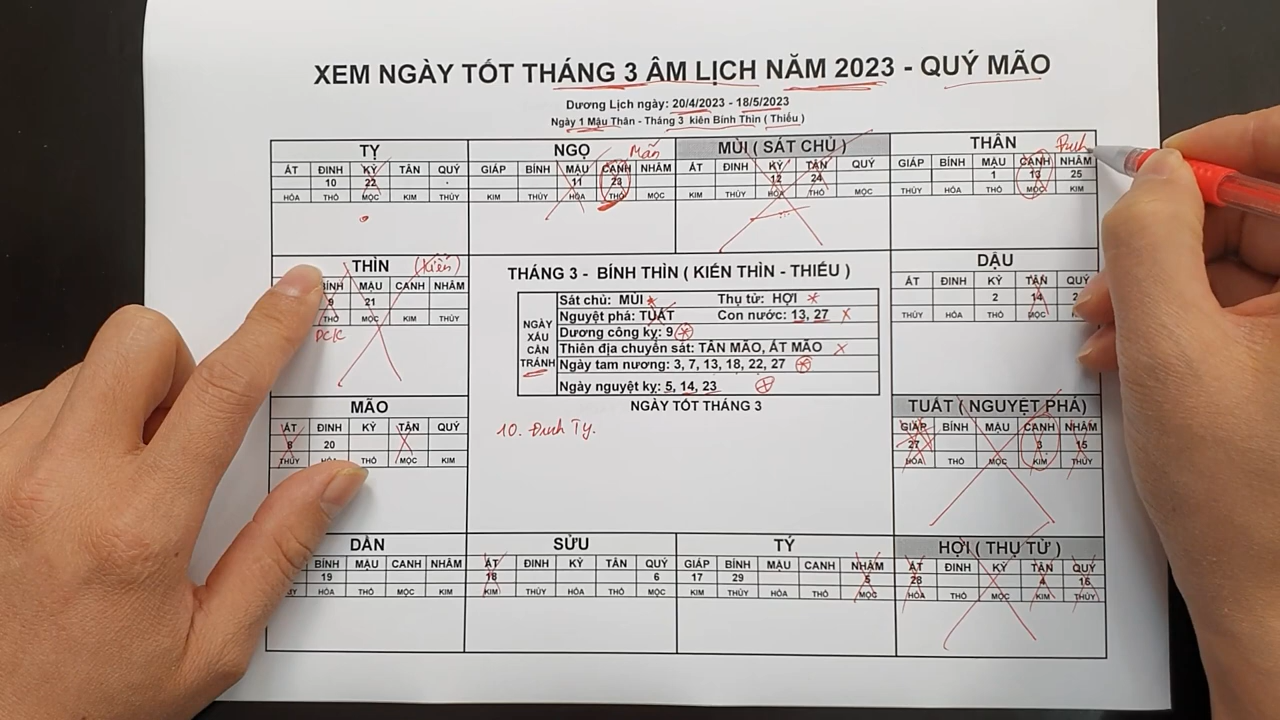 XEM NGÀY TỐT THÁNG 3 ÂM LỊCH NĂM 2023 - QUÝ MÃO
Dương Lịch ngày: 20/4/2023 - 18/5/2023
Ngày 1 Mậu Thân - Tháng 3 kiên Bính Thìn ( Thiếu )
TỴ
ẤT ĐINH KỶ TÂN QUÝ
10 22
HỎA THỔ MỘC KIM THỦY
NGỌ Mãn
GIÁP BÍNH MẬU CANH NHÂM
11 23
KIM THỦY HỎA THỔ MỘC
MÙI ( SÁT CHỦ )
ẤT ĐINH KỶ TÂN QUÝ
12 24
KIM THỦY HỎA THỔ MỘC
THÂN
GIÁP BÍNH MẬU CANH NHÂM
1 13 25
THỦY HỎA THỔ MỘC KIM
THÌN (Kiến)
BÍNH MẬU CANH NHÂM
9 21
THỔ MỘC KIM THỦY
DC/C
THÁNG 3 - BÍNH THÌN ( KIẾN THÌN - THIẾU )
NGÀY XẤU CẦN TRÁNH
Sát chủ: MÙI Thụ tử: HỢI
Nguyệt phá: TUẤT Con nước: 13, 27
Dương công kỵ: 9
Thiên địa chuyển sát: TÂN MÃO, ẤT MÃO
Ngày tam nương: 3, 7, 13, 18, 22, 27
Ngày nguyệt kỵ: 5, 14, 23
NGÀY TỐT THÁNG 3
10. Đinh Tỵ.
DẬU
ẤT ĐINH KỶ TÂN QUÝ
2 14 2
THỦY HỎA THỔ MỘC
MÃO
ẤT ĐINH KỶ TÂN QUÝ
8 20
THỦY THỔ MỘC KIM
TUẤT ( NGUYỆT PHÁ)
GIÁP BÍNH MẬU CANH NHÂM
27 3 15
HỎA THỔ MỘC KIM THỦY
DẦN
BÍNH MẬU CANH NHÂM
19
HỎA THỔ MỘC KIM
SỬU
ẤT ĐINH KỶ TÂN QUÝ
18 6
KIM THỦY HỎA THỔ MỘC
TÝ
GIÁP BÍNH MẬU CANH NHÂM
17 29 5
KIM THỦY HỎA THỔ MỘC
HỢI ( THỤ TỬ )
ẤT ĐINH KỶ TÂN QUÝ
28 4 16
HỎA THỔ MỘC KIM THỦY